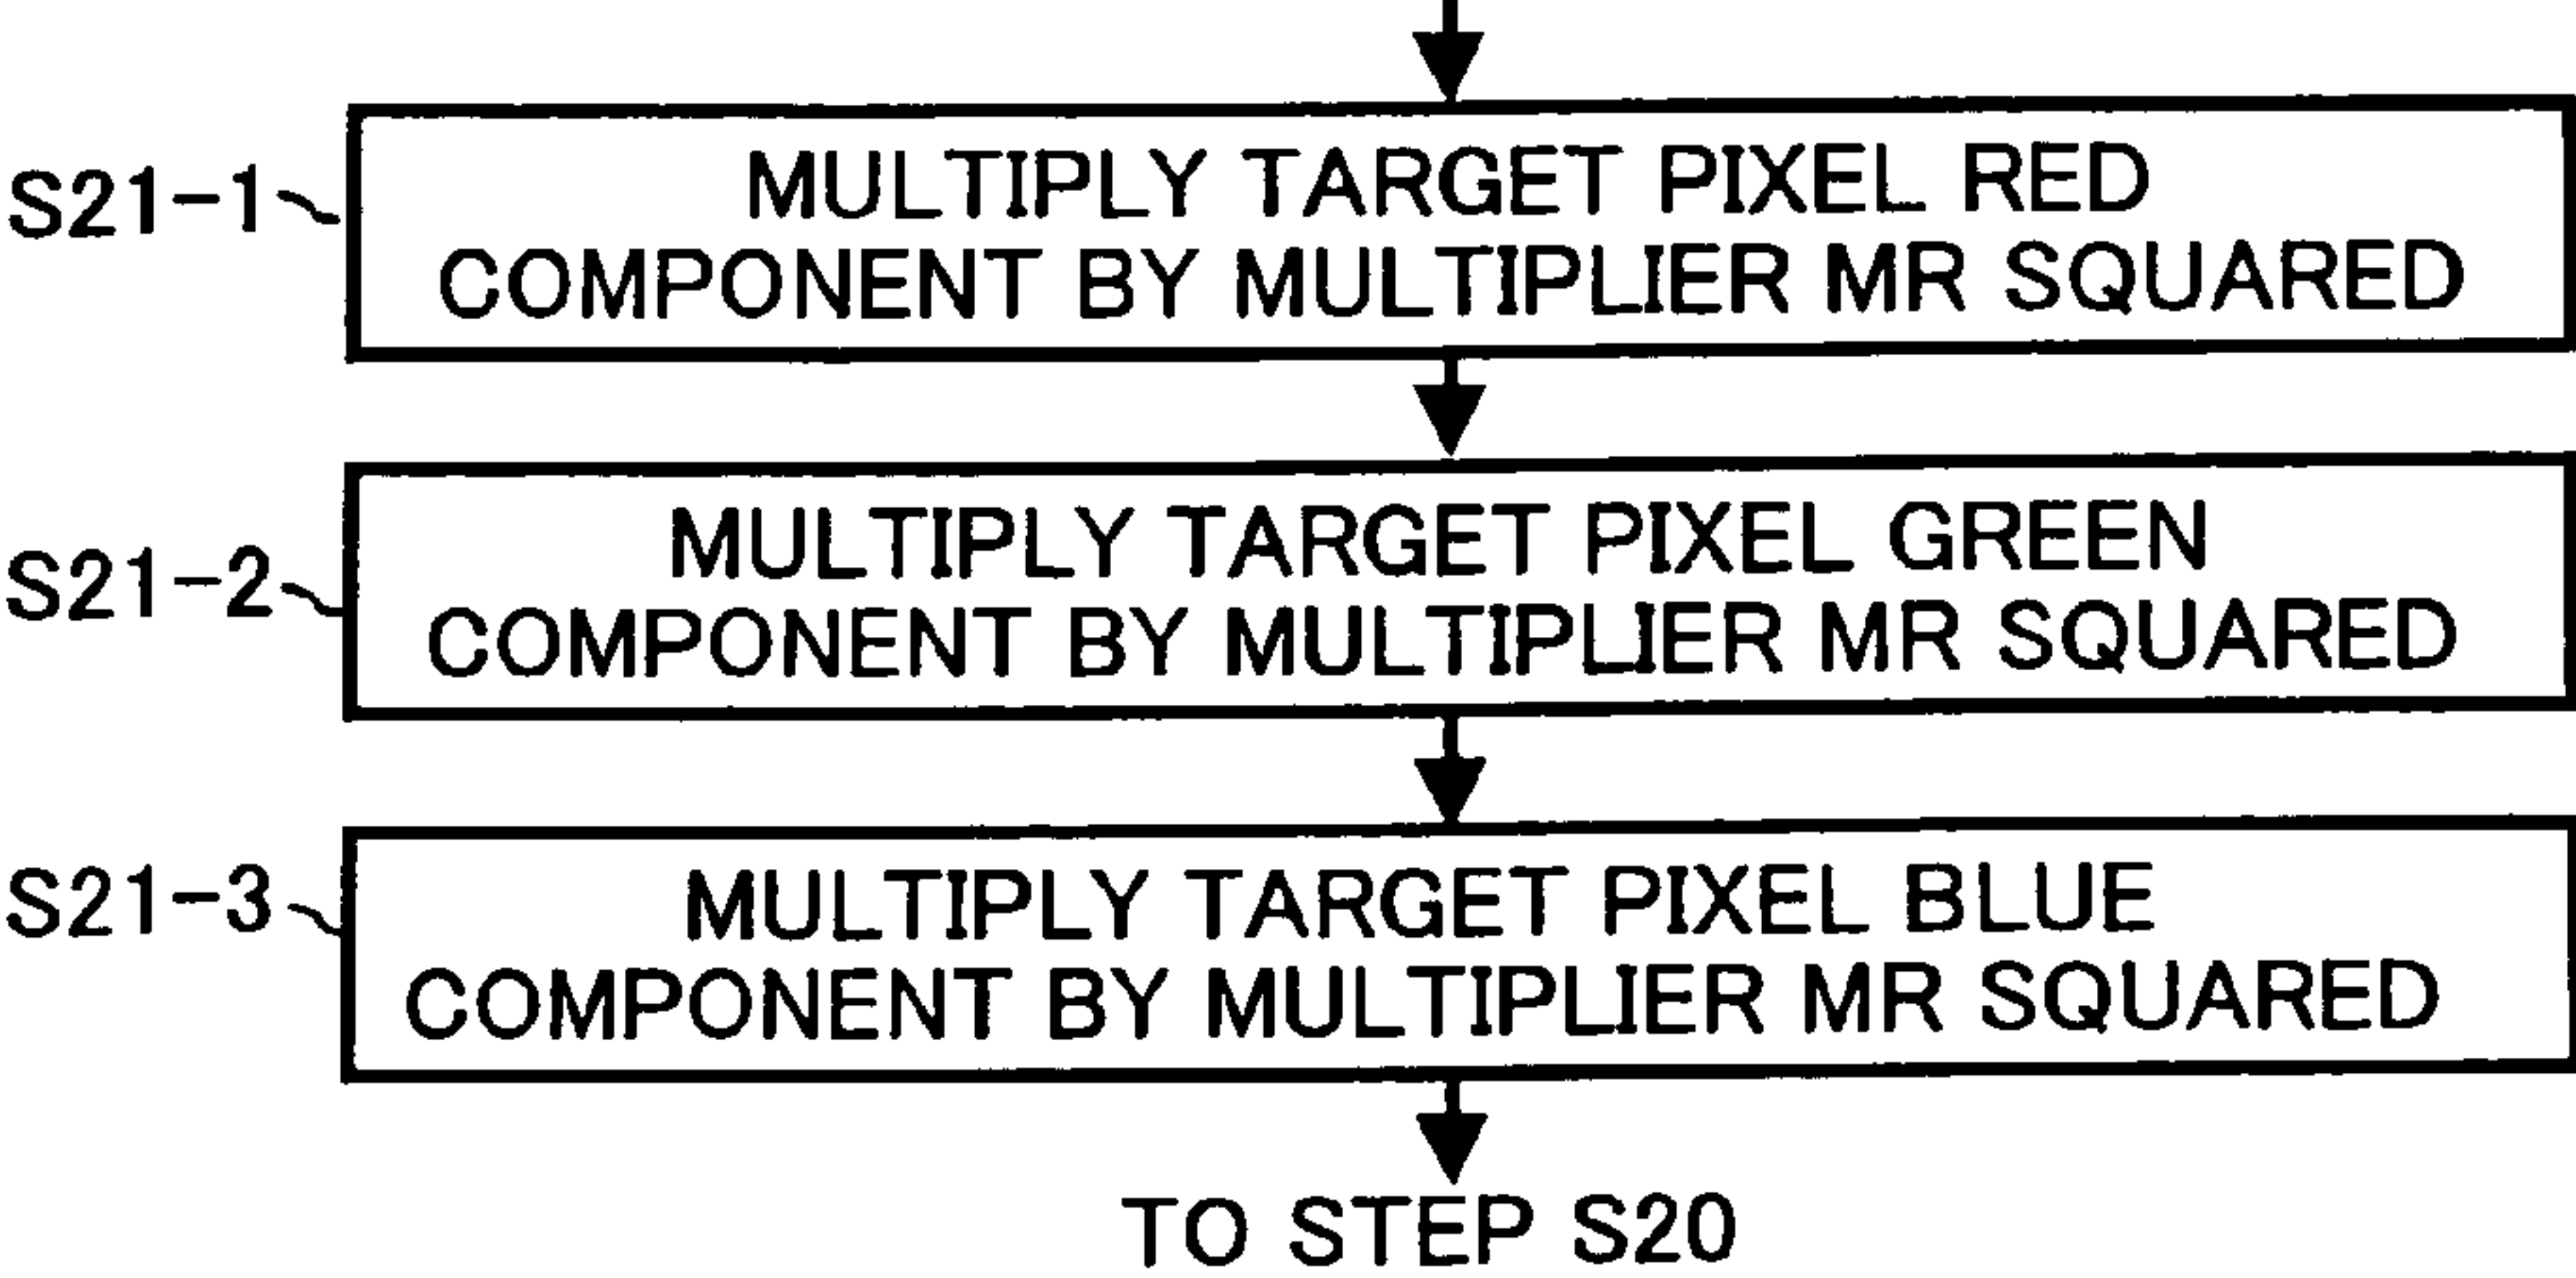 S21-1
MULTIPLY TARGET PIXEL RED
COMPONENT BY MULTIPLIER MR SQUARED
S21-2
MULTIPLY TARGET PIXEL GREEN
COMPONENT BY MULTIPLIER MR SQUARED
S21-3
MULTIPLY TARGET PIXEL BLUE
COMPONENT BY MULTIPLIER MR SQUARED
TO STEP S20